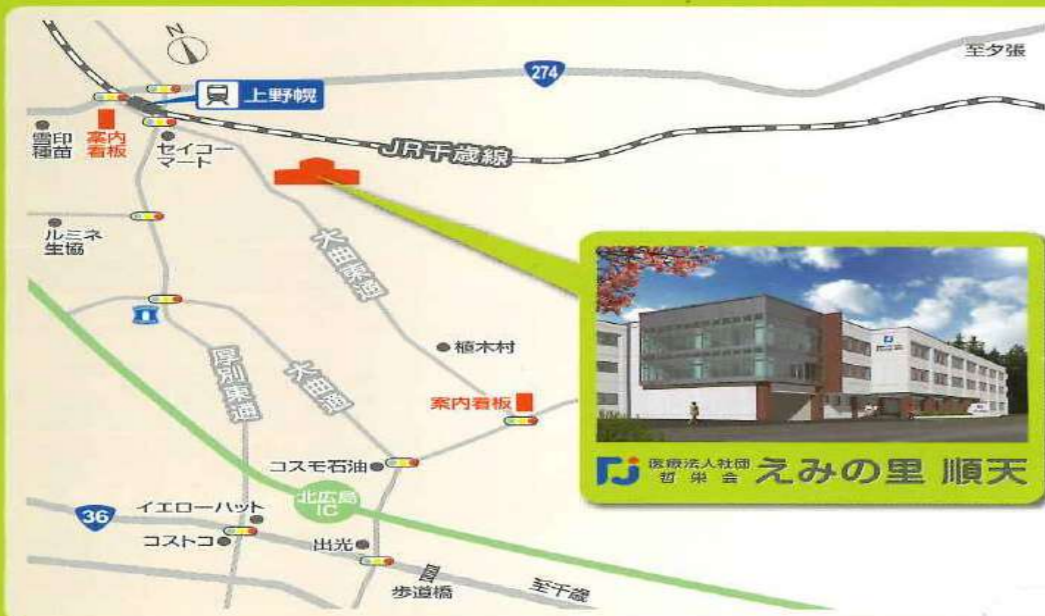 N
至夕張
274
上野幌
雪印
種苗
案内
看板
セイコー
マート
JR千歳線
ルミネ
生協
大曲東通
植木村
厚別東通
大曲通
案内看板
コスモ石油
北広島
IC
36
イエローハット
コストコ
出光
歩道橋
至千歳
医療法人社団
哲栄会
えみの里 順天